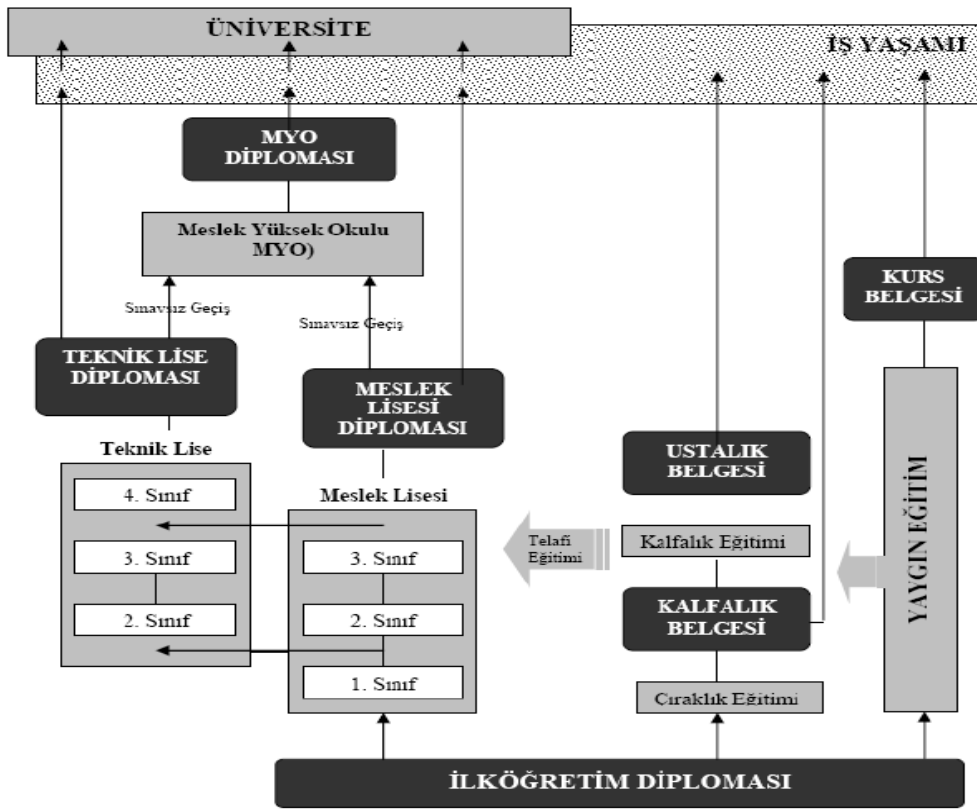 ÜNİVERSİTE
İS YAŞAMI
MYO
DİPLOMASI
Meslek Yüksek Okulu
MYO)
KURS
BELGESİ
Sınavsız Geçiş
Sınavsız Geçiş
TEKNİK LİSE
DİPLOMASI
MESLEK
LİSESİ
DİPLOMASI
USTALIK
BELGESİ
Teknik Lise
4. Sınıf
3. Sınıf
2. Sınıf
Meslek Lisesi
3. Sınıf
2. Sınıf
1. Sınıf
Telafi
Eğitimi
Kalfalık Eğitimi
KALFALIK
BELGESİ
Çıraklık Eğitimi
YAYGIN EĞİTİM
İLKÖĞRETİM DİPLOMASI